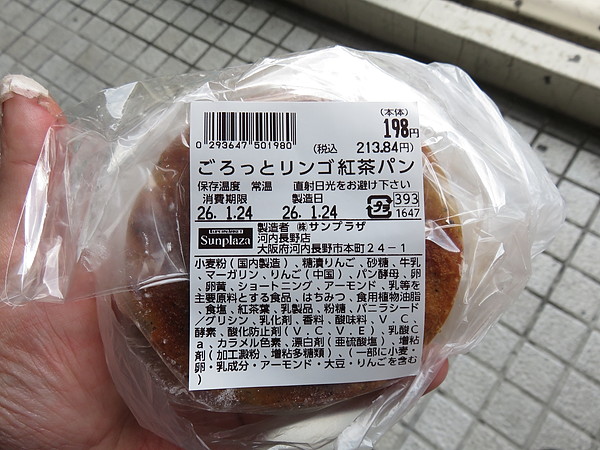 (本体)
198円
0 293647 501980
(税込 213.84円)
ごろっとリンゴ紅茶パン
保存温度 常温 直射日光をお避け下さい
消費期限 製造日
26. 1.24 26. 1.24
プラ
393
1647
Sunplaza
製造者 ㈱サンプラザ
河内長野店
大阪府河内長野市本町24-1
小麦粉(国内製造)、糖漬りんご、砂糖、牛乳
、マーガリン、りんご(中国)、パン酵母、卵
、卵黄、ショートニング、アーモンド、乳等を
主要原料とする食品、はちみつ、食用植物油脂
、食塩、紅茶葉、乳製品、粉糖、バニラシード
/グリシン、乳化剤、香料、酸味料、V.C、
酵素、酸化防止剤(V.C、V.E)、乳酸C
a、カラメル色素、漂白剤(亜硫酸塩)、増粘
剤(加工澱粉、増粘多糖類)、(一部に小麦・
卵・乳成分・アーモンド・大豆・りんごを含む
)